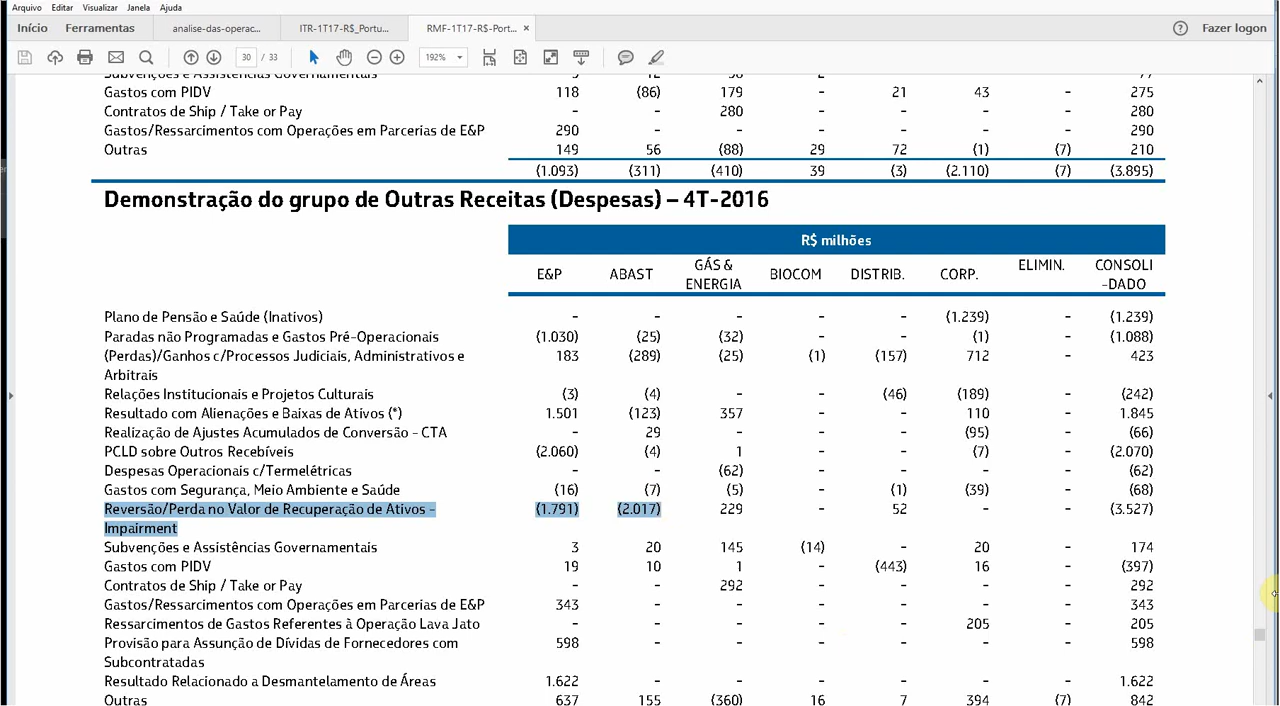 Arquivo Editar Visualizar Janela Ajuda
Início Ferramentas analise-das-operac... ITR-1T17-R$_Portu... RMF-1T17-R$-Port... × ? Fazer logon
30 / 33 192%
Subvenções e Assistências Governamentais 2 77
Gastos com PIDV 118 (86) 179 - 21 43 - 275
Contratos de Ship / Take or Pay - - 280 - - - - 280
Gastos/Ressarcimentos com Operações em Parcerias de E&P 290 - - - - - - 290
Outras 149 56 (88) 29 72 (1) (7) 210
(1.093) (311) (410) 39 (3) (2.110) (7) (3.895)
Demonstração do grupo de Outras Receitas (Despesas) – 4T-2016
R$ milhões
E&P ABAST GÁS & ENERGIA BIOCOM DISTRIB. CORP. ELIMIN. CONSOLI -DADO
Plano de Pensão e Saúde (Inativos) - - - - - (1.239) - (1.239)
Paradas não Programadas e Gastos Pré-Operacionais (1.030) (25) (32) - - (1) - (1.088)
(Perdas)/Ganhos c/Processos Judiciais, Administrativos e 183 (289) (25) (1) (157) 712 - 423
Arbitrais
Relações Institucionais e Projetos Culturais (3) (4) - - (46) (189) - (242)
Resultado com Alienações e Baixas de Ativos (*) 1.501 (123) 357 - - 110 - 1.845
Realização de Ajustes Acumulados de Conversão - CTA - 29 - - - (95) - (66)
PCLD sobre Outros Recebíveis (2.060) (4) 1 - - (7) - (2.070)
Despesas Operacionais c/Termelétricas - - (62) - - - - (62)
Gastos com Segurança, Meio Ambiente e Saúde (16) (7) (5) - (1) (39) - (68)
Reversão/Perda no Valor de Recuperação de Ativos - (1.791) (2.017) 229 - 52 - - (3.527)
Impairment
Subvenções e Assistências Governamentais 3 20 145 (14) - 20 - 174
Gastos com PIDV 19 10 1 - (443) 16 - (397)
Contratos de Ship / Take or Pay - - 292 - - - - 292
Gastos/Ressarcimentos com Operações em Parcerias de E&P 343 - - - - - - 343
Ressarcimentos de Gastos Referentes à Operação Lava Jato - - - - - 205 - 205
Provisão para Assunção de Dívidas de Fornecedores com 598 - - - - - - 598
Subcontratadas
Resultado Relacionado a Desmantelamento de Áreas 1.622 - - - - - - 1.622
Outras 637 155 (360) 16 7 394 (7) 842